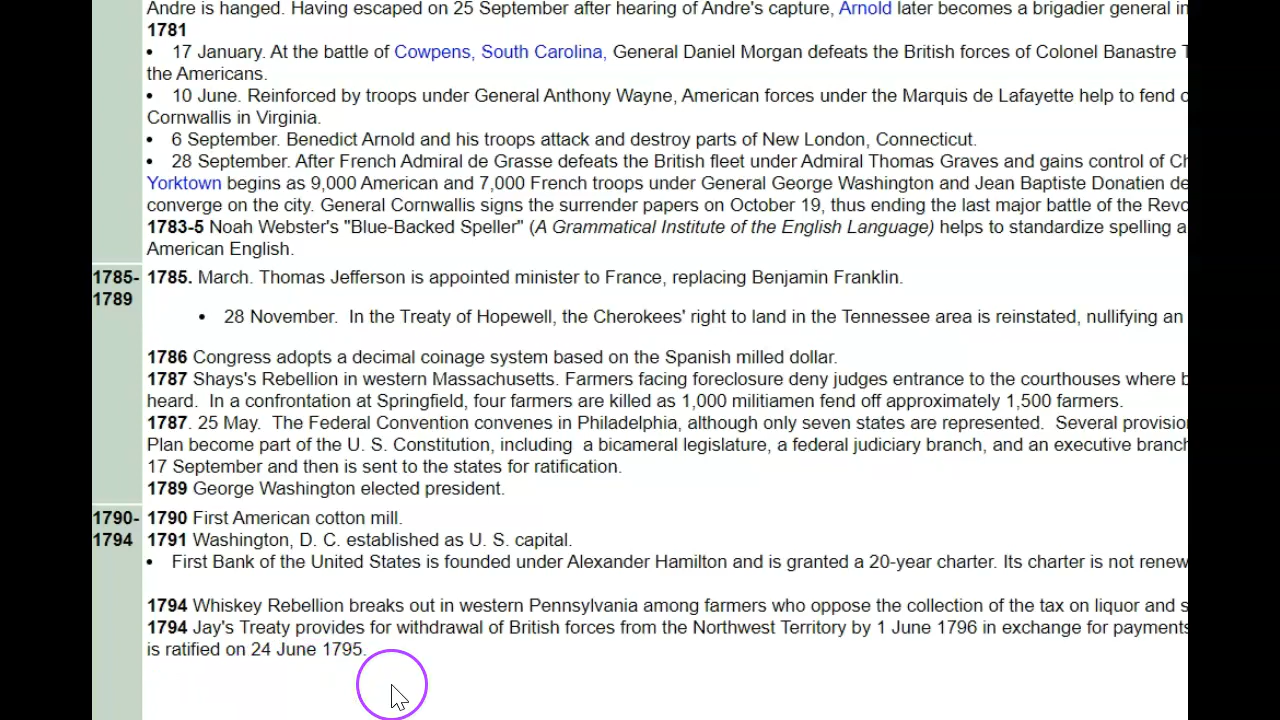 Andre is hanged. Having escaped on 25 September after hearing of Andre's capture, Arnold later becomes a brigadier general in
1781
• 17 January. At the battle of Cowpens, South Carolina, General Daniel Morgan defeats the British forces of Colonel Banastre
the Americans.
• 10 June. Reinforced by troops under General Anthony Wayne, American forces under the Marquis de Lafayette help to fend
Cornwallis in Virginia.
• 6 September. Benedict Arnold and his troops attack and destroy parts of New London, Connecticut.
• 28 September. After French Admiral de Grasse defeats the British fleet under Admiral Thomas Graves and gains control of
Yorktown begins as 9,000 American and 7,000 French troops under General George Washington and Jean Baptiste Donatien de
converge on the city. General Cornwallis signs the surrender papers on October 19, thus ending the last major battle of the
1783-5 Noah Webster's "Blue-Backed Speller" (A Grammatical Institute of the English Language) helps to standardize spelling
American English.
1785-1789
1785. March. Thomas Jefferson is appointed minister to France, replacing Benjamin Franklin.
• 28 November. In the Treaty of Hopewell, the Cherokees' right to land in the Tennessee area is reinstated, nullifying an
1786 Congress adopts a decimal coinage system based on the Spanish milled dollar.
1787 Shays's Rebellion in western Massachusetts. Farmers facing foreclosure deny judges entrance to the courthouses where
heard. In a confrontation at Springfield, four farmers are killed as 1,000 militiamen fend off approximately 1,500 farmers.
1787. 25 May. The Federal Convention convenes in Philadelphia, although only seven states are represented. Several
Plan become part of the U. S. Constitution, including a bicameral legislature, a federal judiciary branch, and an executive branch
17 September and then is sent to the states for ratification.
1789 George Washington elected president.
1790-1794
1790 First American cotton mill.
1791 Washington, D. C. established as U. S. capital.
• First Bank of the United States is founded under Alexander Hamilton and is granted a 20-year charter. Its charter is not
1794 Whiskey Rebellion breaks out in western Pennsylvania among farmers who oppose the collection of the tax on liquor and
1794 Jay's Treaty provides for withdrawal of British forces from the Northwest Territory by 1 June 1796 in exchange for payments
is ratified on 24 June 1795.